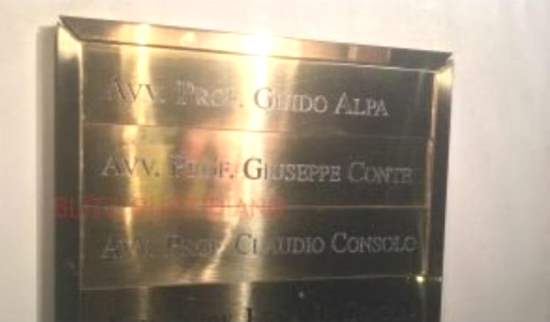 AVV. PROF. GUIDO ALPA
AVV. PROF. GIUSEPPE CONTE
AVV. PROF. CLAUDIO CONSOLO